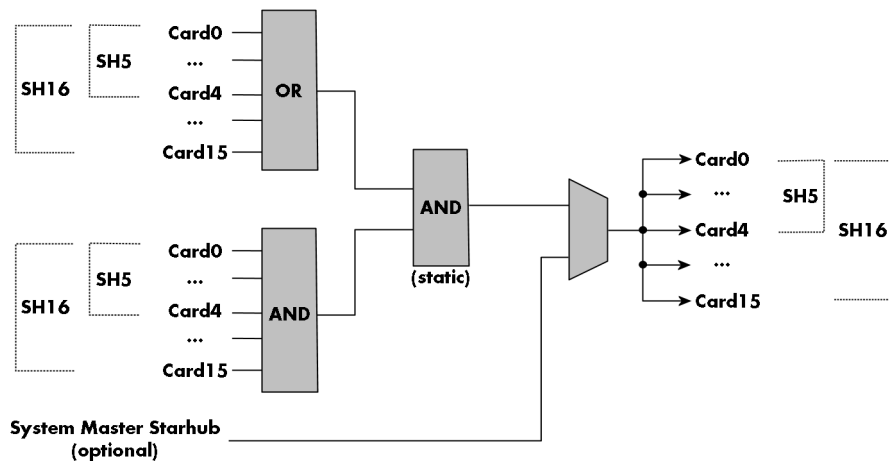 SH16
SH5
Card0
...
Card4
...
Card15
OR
SH16
SH5
Card0
...
Card4
...
Card15
AND
AND
(static)
Card0
...
Card4
...
Card15
SH5
SH16
System Master Starhub
(optional)